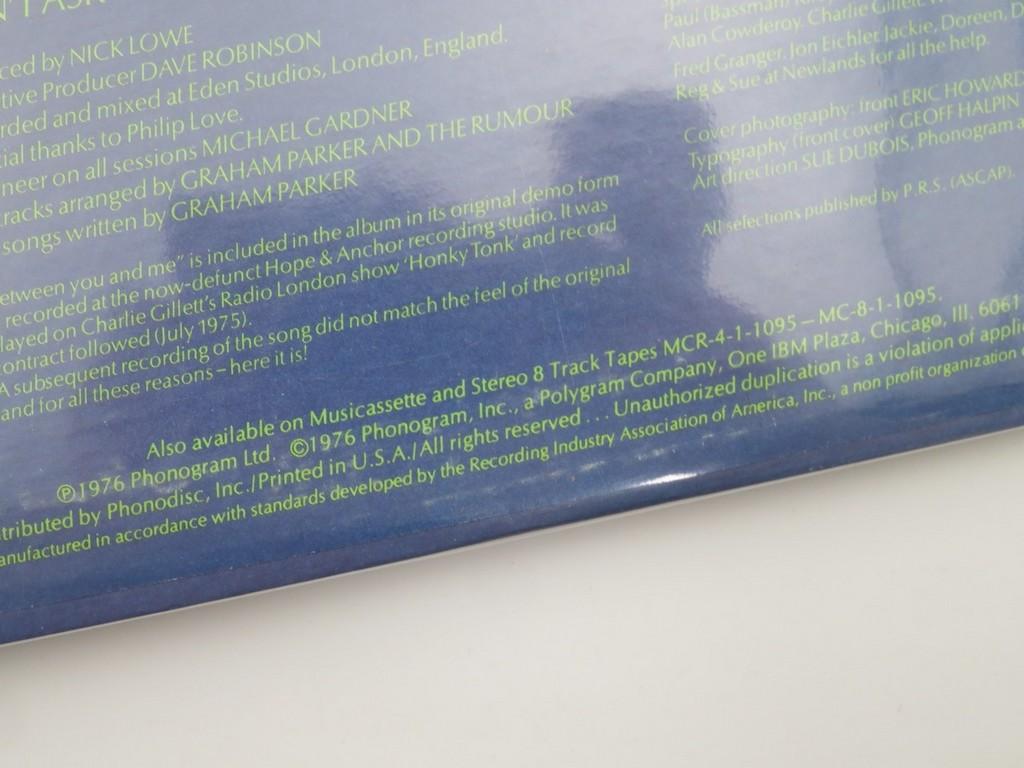 N'T ASK
ced by NICK LOWE
tive Producer DAVE ROBINSON
rded and mixed at Eden Studios, London, England.
ial thanks to Philip Love.
neer on all sessions MICHAEL GARDNER
racks arranged by GRAHAM PARKER AND THE RUMOUR
songs written by GRAHAM PARKER
etween you and me" is included in the album in its original demo form
recorded at the now-defunct Hope & Anchor recording studio. It was
layed on Charlie Gillett's Radio London show 'Honky Tonk' and record
ontract followed (July 1975).
A subsequent recording of the song did not match the feel of the original
and for all these reasons – here it is!
Paul (Bassman)
Alan Cowderoy. Charlie Gillett.
Fred Granger. Jon Eichler. Jackie, Doreen, D
Reg & Sue at Newlands for all the help.
Cover photography: front ERIC HOWARD
Typography (front cover) GEOFF HALPIN
Art direction SUE DUBOIS, Phonogram a
All selections published by P.R.S. (ASCAP).
Also available on Musicassette and Stereo 8 Track Tapes MCR-4-1-1095 – MC-8-1-1095.
℗1976 Phonogram Ltd. ©1976 Phonogram, Inc., a Polygram Company, One IBM Plaza, Chicago, Ill. 6061
tributed by Phonodisc, Inc./Printed in U.S.A./All rights reserved . . . Unauthorized duplication is a violation of appli
anufactured in accordance with standards developed by the Recording Industry Association of America, Inc., a non profit organization